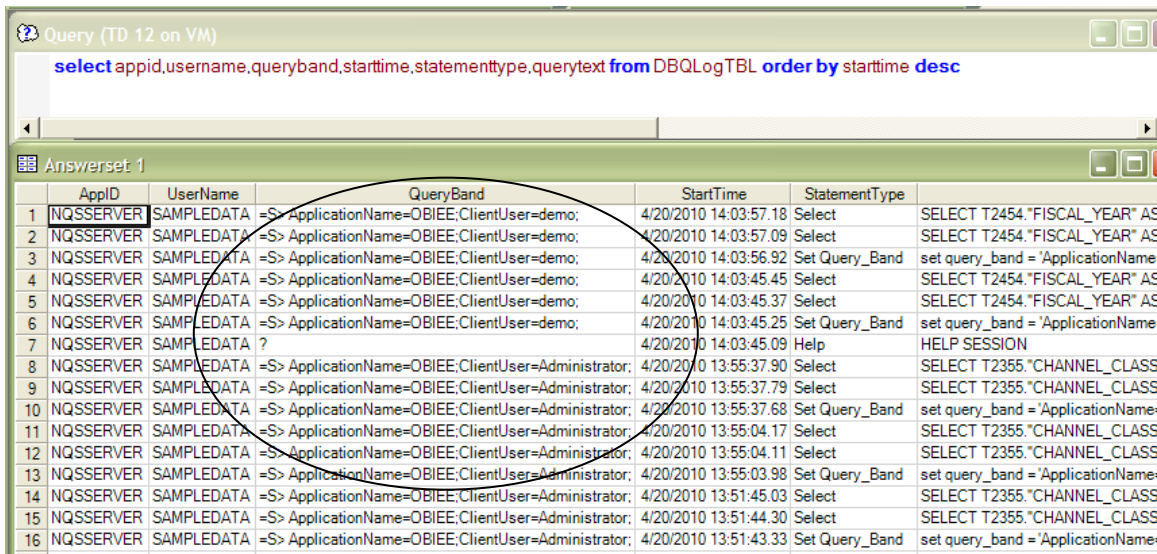 Query (TD 12 on VM)
select appid,username,queryband,starttime,statementtype,querytext from DBQLogTBL order by starttime desc
Answerset 1
AppID UserName QueryBand StartTime StatementType
1 NQSSERVER SAMPLEDATA =S> ApplicationName=OBIEE;ClientUser=demo; 4/20/2010 14:03:57.18 Select SELECT T2454."FISCAL_YEAR" AS
2 NQSSERVER SAMPLEDATA =S> ApplicationName=OBIEE;ClientUser=demo; 4/20/2010 14:03:57.09 Select SELECT T2454."FISCAL_YEAR" AS
3 NQSSERVER SAMPLEDATA =S> ApplicationName=OBIEE;ClientUser=demo; 4/20/2010 14:03:56.92 Set Query_Band set query_band = 'ApplicationName
4 NQSSERVER SAMPLEDATA =S> ApplicationName=OBIEE;ClientUser=demo; 4/20/2010 14:03:45.45 Select SELECT T2454."FISCAL_YEAR" AS
5 NQSSERVER SAMPLEDATA =S> ApplicationName=OBIEE;ClientUser=demo; 4/20/2010 14:03:45.37 Select SELECT T2454."FISCAL_YEAR" AS
6 NQSSERVER SAMPLEDATA =S> ApplicationName=OBIEE;ClientUser=demo; 4/20/2010 14:03:45.25 Set Query_Band set query_band = 'ApplicationName
7 NQSSERVER SAMPLEDATA ? 4/20/2010 14:03:45.09 Help HELP SESSION
8 NQSSERVER SAMPLEDATA =S> ApplicationName=OBIEE;ClientUser=Administrator; 4/20/2010 13:55:37.90 Select SELECT T2355."CHANNEL_CLASS
9 NQSSERVER SAMPLEDATA =S> ApplicationName=OBIEE;ClientUser=Administrator; 4/20/2010 13:55:37.79 Select SELECT T2355."CHANNEL_CLASS
10 NQSSERVER SAMPLEDATA =S> ApplicationName=OBIEE;ClientUser=Administrator; 4/20/2010 13:55:37.68 Set Query_Band set query_band = 'ApplicationName=
11 NQSSERVER SAMPLEDATA =S> ApplicationName=OBIEE;ClientUser=Administrator; 4/20/2010 13:55:04.17 Select SELECT T2355."CHANNEL_CLASS
12 NQSSERVER SAMPLEDATA =S> ApplicationName=OBIEE;ClientUser=Administrator; 4/20/2010 13:55:04.11 Select SELECT T2355."CHANNEL_CLASS
13 NQSSERVER SAMPLEDATA =S> ApplicationName=OBIEE;ClientUser=Administrator; 4/20/2010 13:55:03.98 Set Query_Band set query_band = 'ApplicationName=
14 NQSSERVER SAMPLEDATA =S> ApplicationName=OBIEE;ClientUser=Administrator; 4/20/2010 13:51:45.03 Select SELECT T2355."CHANNEL_CLASS
15 NQSSERVER SAMPLEDATA =S> ApplicationName=OBIEE;ClientUser=Administrator; 4/20/2010 13:51:44.30 Select SELECT T2355."CHANNEL_CLASS
16 NQSSERVER SAMPLEDATA =S> ApplicationName=OBIEE;ClientUser=Administrator; 4/20/2010 13:51:43.33 Set Query_Band set query_band = 'ApplicationName=